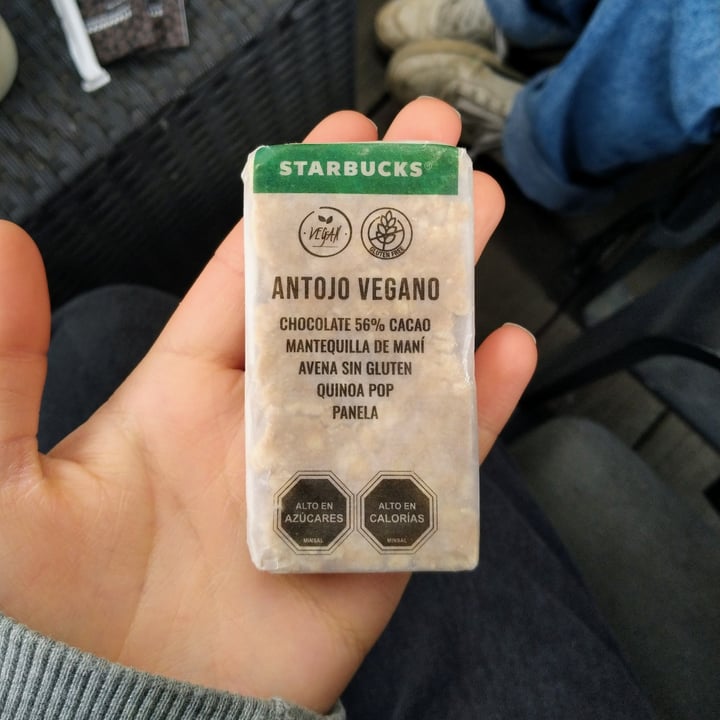 STARBUCKS®
VEGAN
GLUTEN FREE
ANTOJO VEGANO
CHOCOLATE 56% CACAO
MANTEQUILLA DE MANÍ
AVENA SIN GLUTEN
QUINOA POP
PANELA
ALTO EN
AZÚCARES
MINSAL
ALTO EN
CALORÍAS
MINSAL